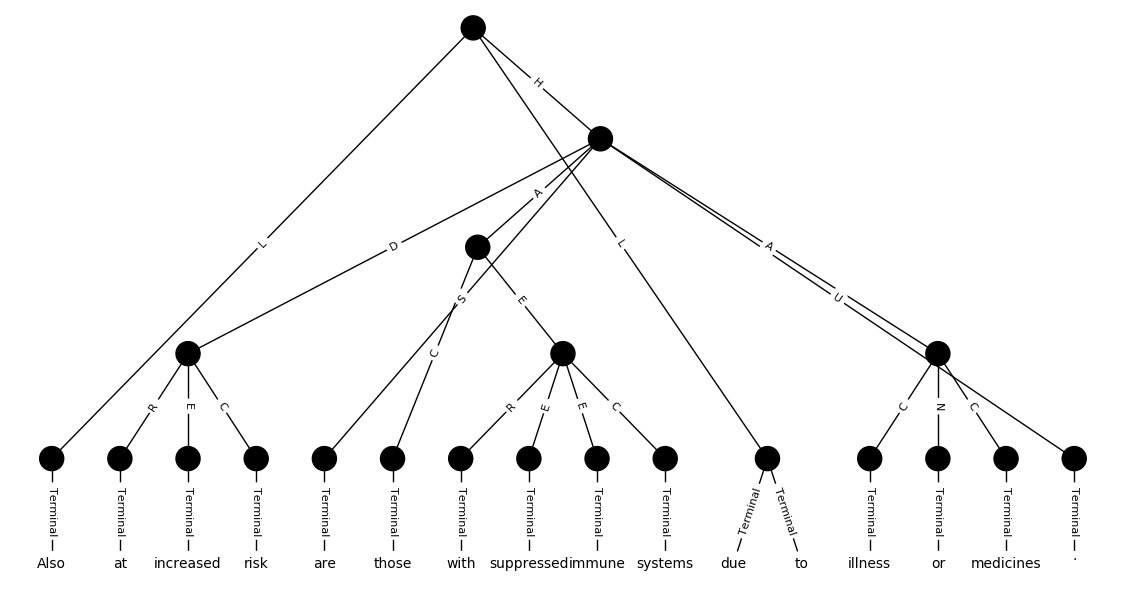 H
A
D L A
L S E U
C
R E C R E E C C N C
Terminal Terminal Terminal Terminal Terminal Terminal Terminal Terminal Terminal Terminal Terminal Terminal Terminal Terminal Terminal Terminal
Also at increased risk are those with suppressed immune systems due to illness or medicines .